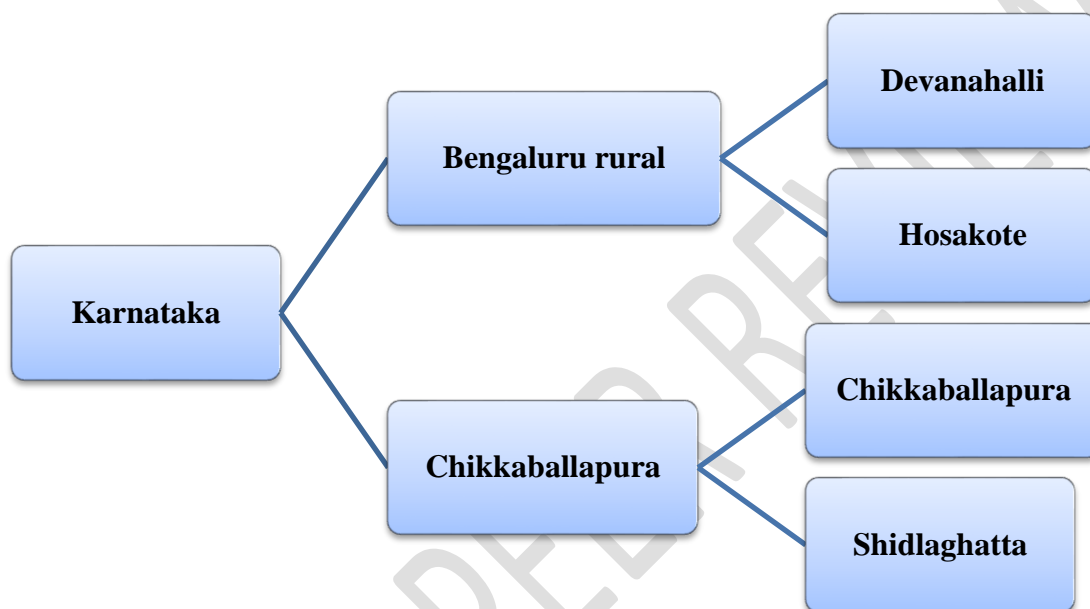 Devanahalli
Bengaluru rural
Hosakote
Karnataka
Chikkaballapura
Chikkaballapura
Shidlaghatta